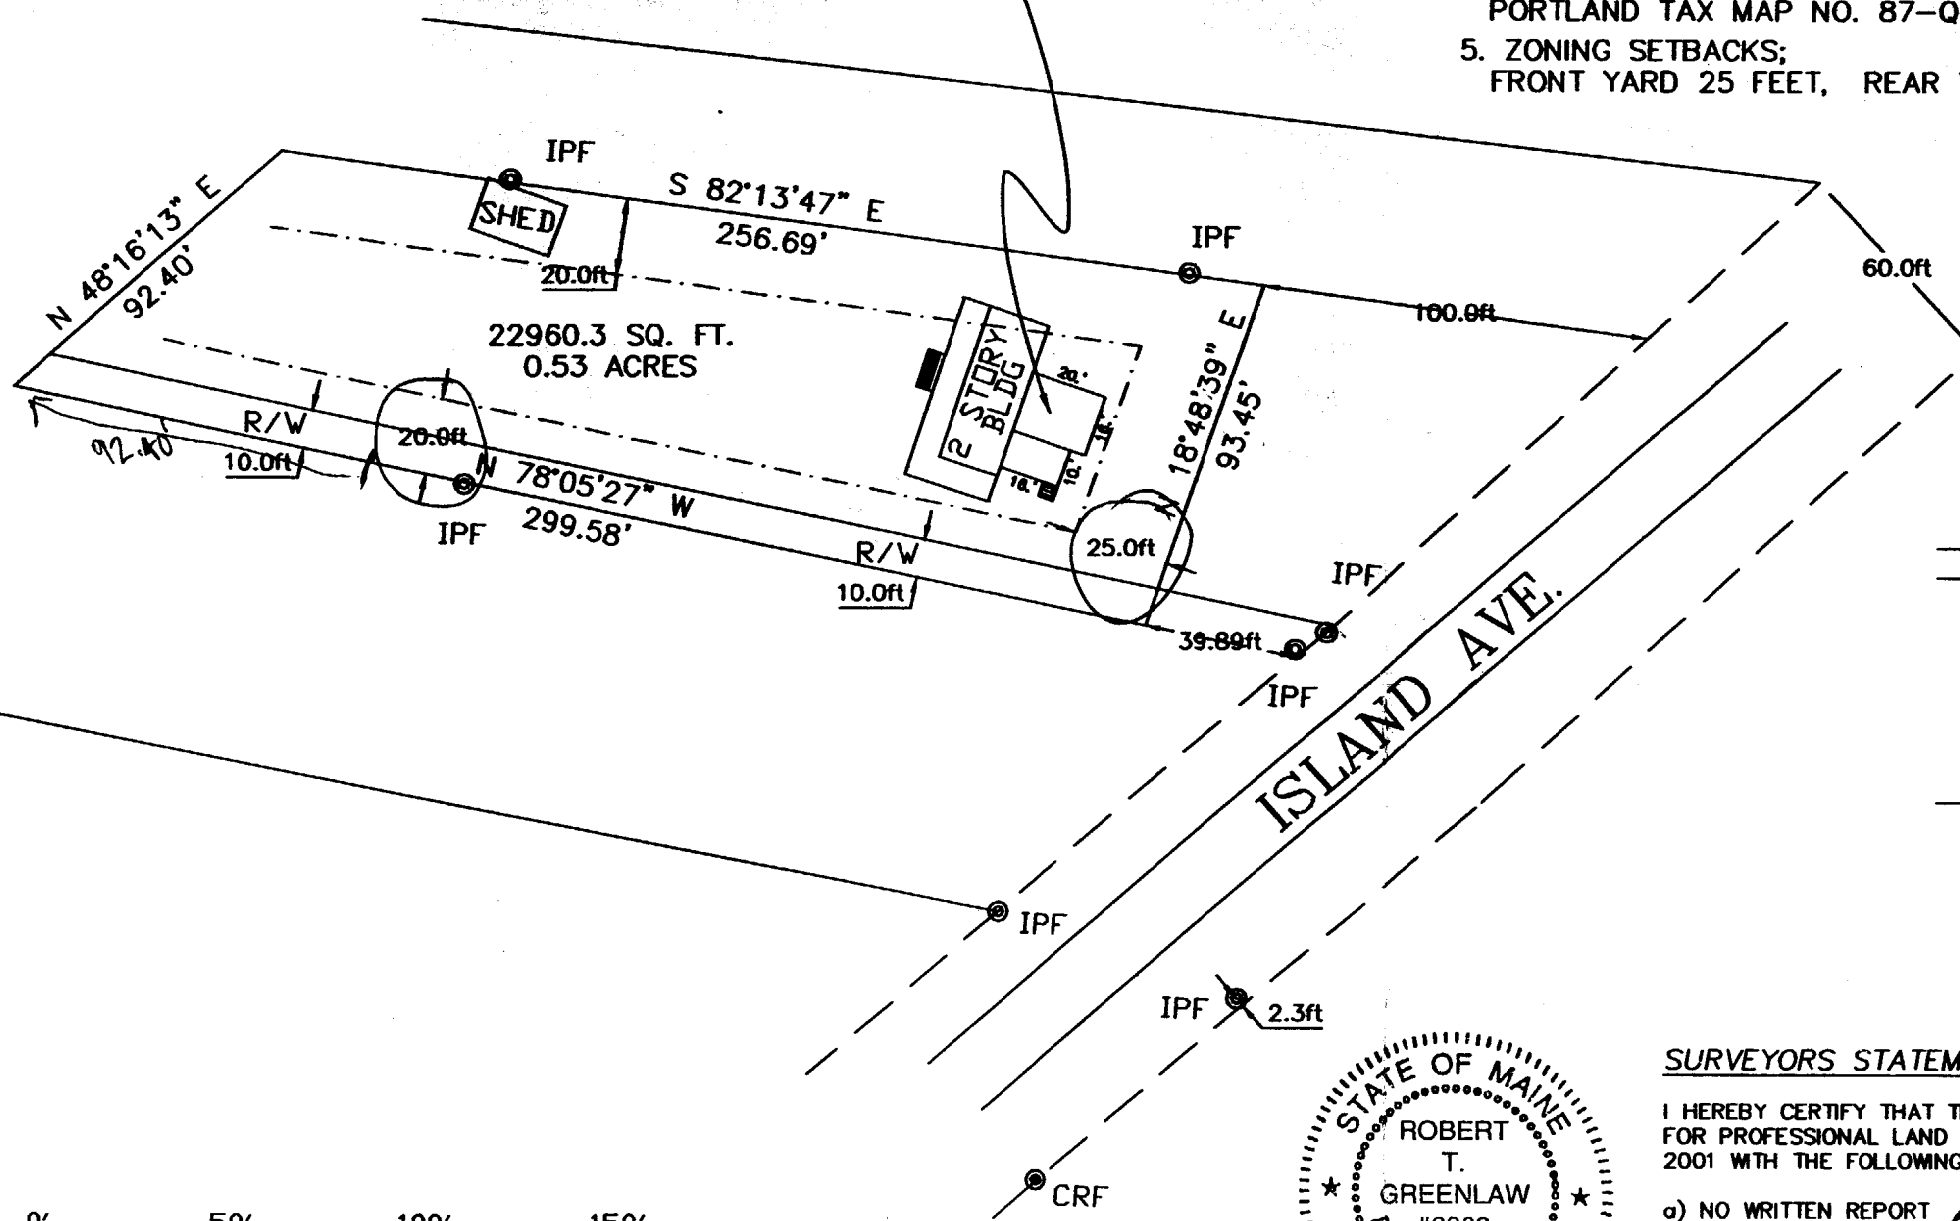 PORTLAND TAX MAP NO. 87-Q
5. ZONING SETBACKS;
FRONT YARD 25 FEET, REAR
IPF
S 82°13'47" E
256.69'
SHED
20.0ft
N 48°16'13" E
92.40'
IPF
60.0ft
100.0ft
22960.3 SQ. FT.
0.53 ACRES
2 STORY
BLDG
20.'
10.'
N 18°48'39" E
93.45'
R/W
92.40'
10.0ft
20.0ft
N 78°05'27" W
299.58'
IPF
25.0ft
R/W
10.0ft
39.89ft
IPF
IPF
ISLAND AVE.
IPF
IPF
2.3ft
CRF
STATE OF MAINE
ROBERT
T.
GREENLAW
SURVEYORS STATEM
I HEREBY CERTIFY THAT
FOR PROFESSIONAL LAND
2001 WITH THE FOLLOWING
a) NO WRITTEN REPORT